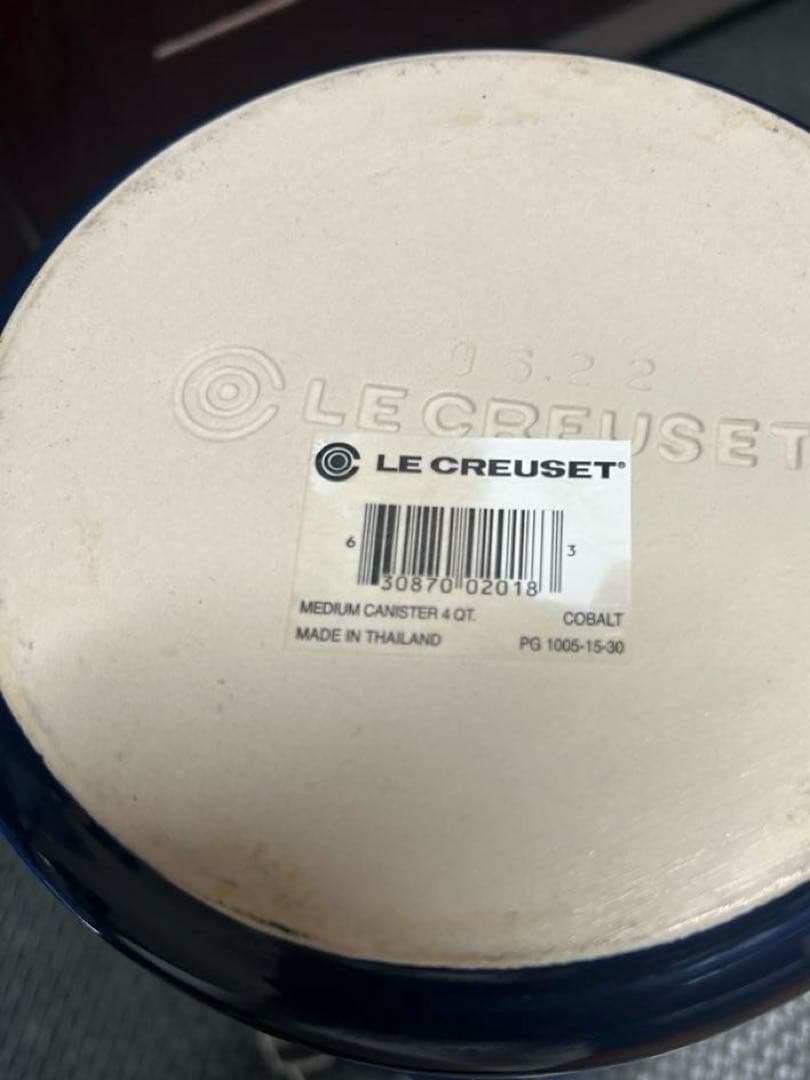 LE CREUSET
LE CREUSET®
6 30870 02018 3
MEDIUM CANISTER 4 QT. COBALT
MADE IN THAILAND PG 1005-15-30